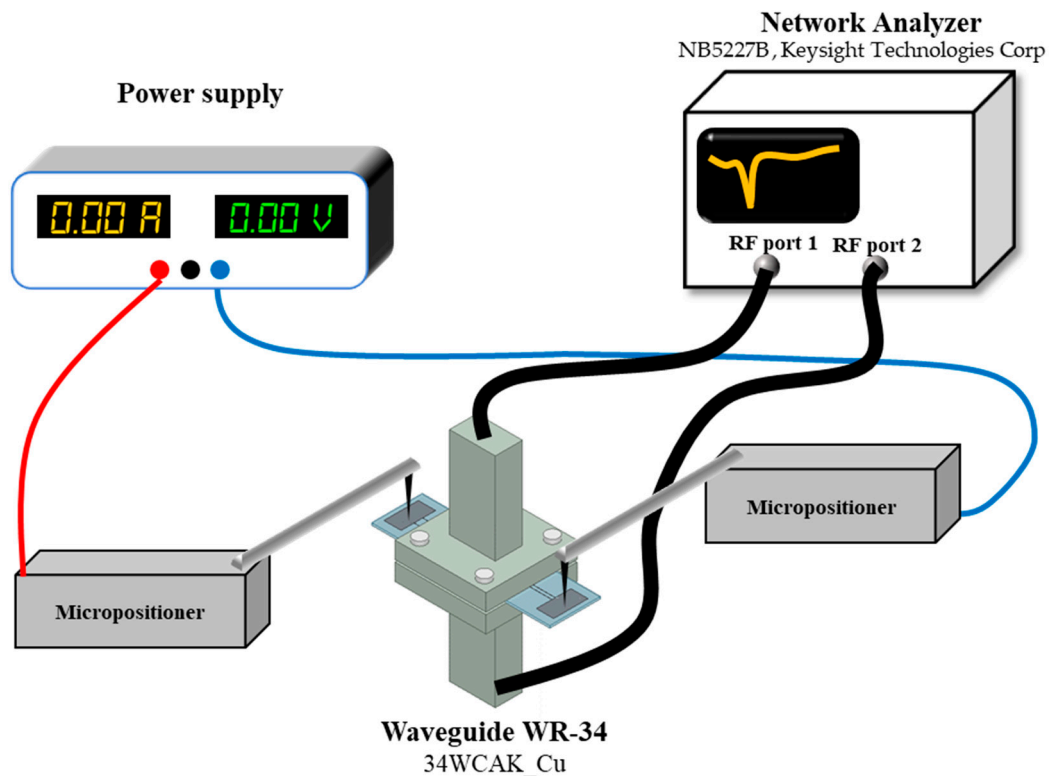 Network Analyzer
NB5227B, Keysight Technologies Corp
Power supply
0.00 A
0.00 V
RF port 1
RF port 2
Micropositioner
Micropositioner
Waveguide WR-34
34WCAK_Cu